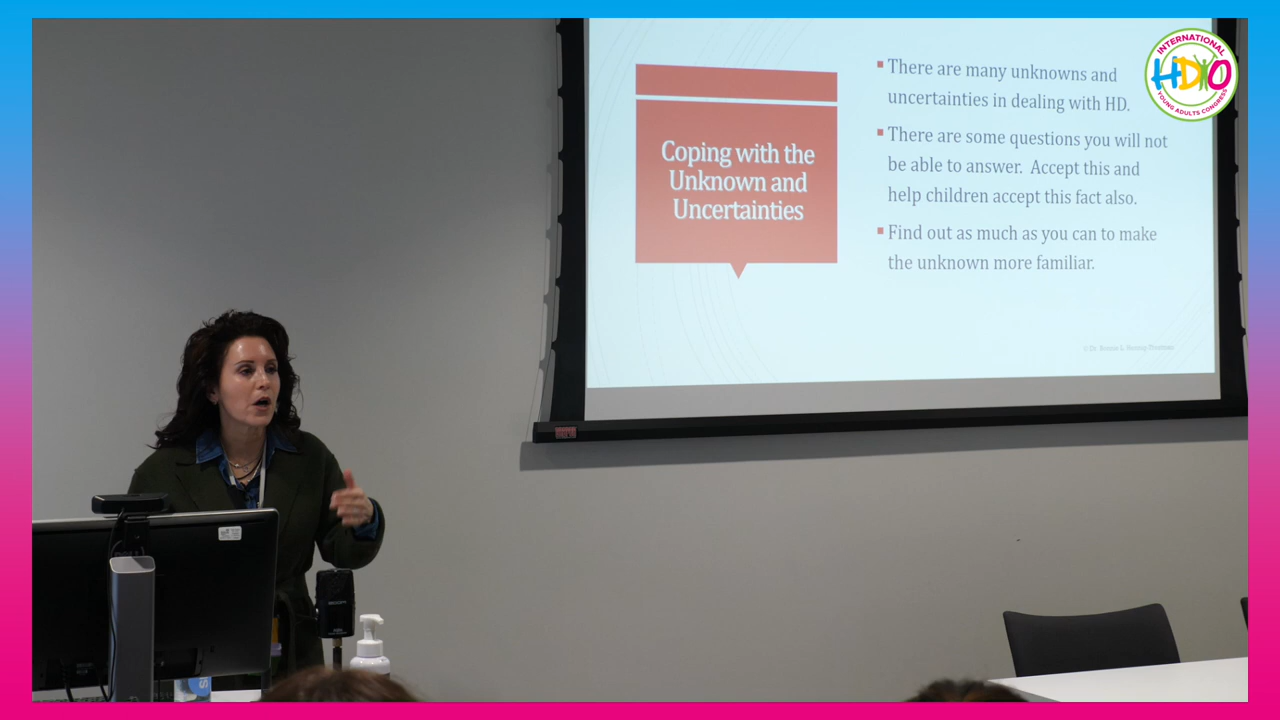 Coping with the
Unknown and
Uncertainties
There are many unknowns and
uncertainties in dealing with HD.
There are some questions you will not
be able to answer. Accept this and
help children accept this fact also.
Find out as much as you can to make
the unknown more familiar.
INTERNATIONAL
HDYO
YOUNG ADULTS CONGRESS